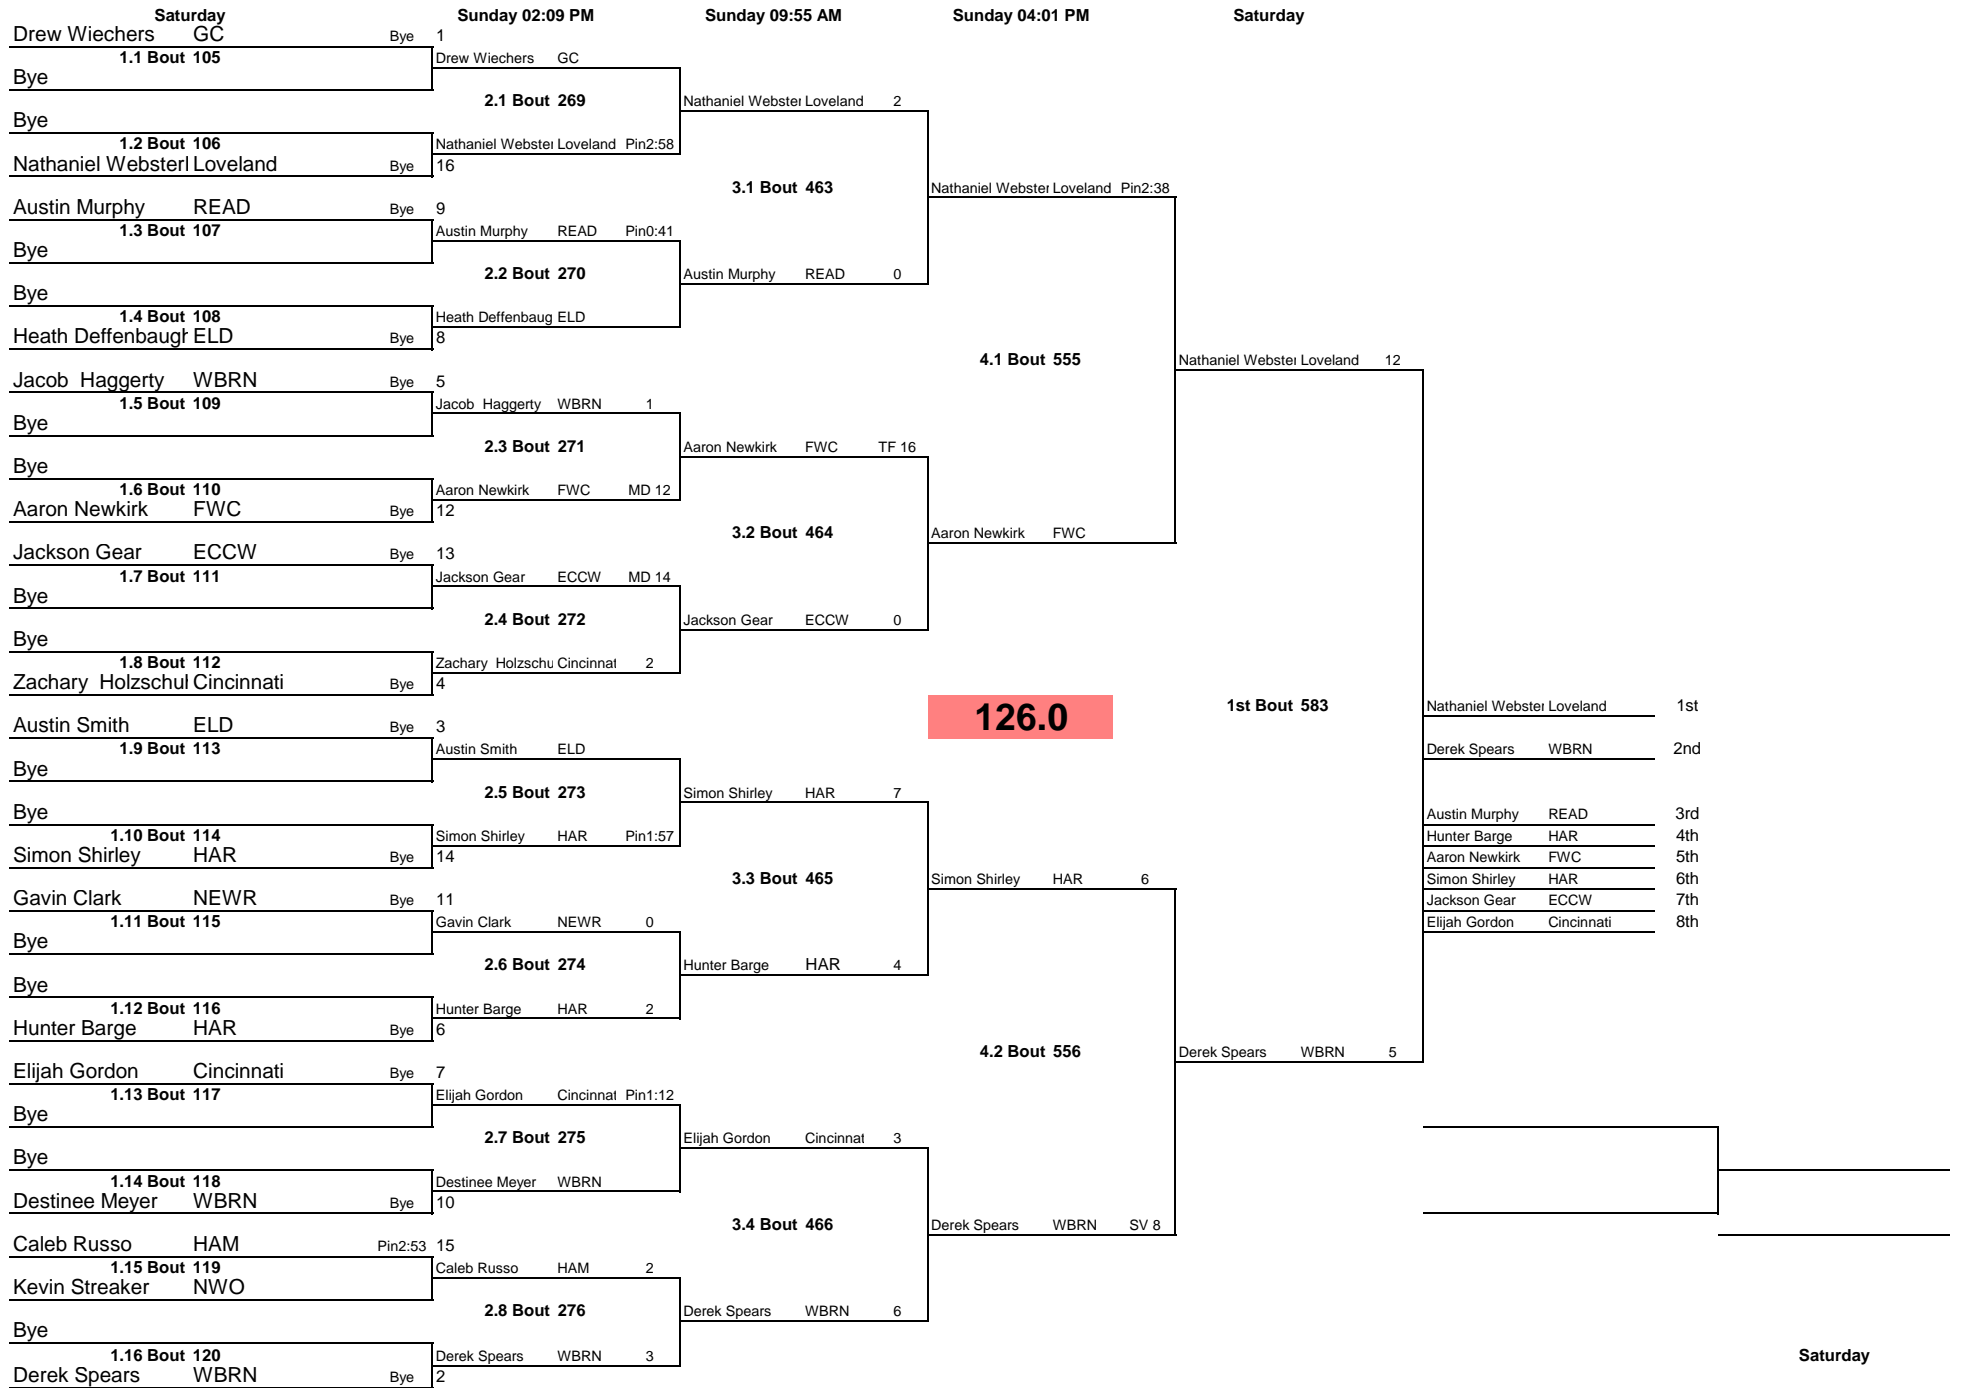 Saturday Sunday 02:09 PM Sunday 09:55 AM Sunday 04:01 PM Saturday
Drew Wiechers GC Bye 1
1.1 Bout 105 Drew Wiechers GC
Bye
2.1 Bout 269 Nathaniel Webster Loveland 2
Bye
1.2 Bout 106 Nathaniel Webster Loveland Pin2:58
Nathaniel Websterl Loveland Bye 16
3.1 Bout 463 Nathaniel Webster Loveland Pin2:38
Austin Murphy READ Bye 9
1.3 Bout 107 Austin Murphy READ Pin0:41
Bye
2.2 Bout 270 Austin Murphy READ 0
Bye
1.4 Bout 108 Heath Deffenbaug ELD
Heath Deffenbaugh ELD Bye 8
4.1 Bout 555 Nathaniel Webster Loveland 12
Jacob Haggerty WBRN Bye 5
1.5 Bout 109 Jacob Haggerty WBRN 1
Bye
2.3 Bout 271 Aaron Newkirk FWC TF 16
Bye
1.6 Bout 110 Aaron Newkirk FWC MD 12
Aaron Newkirk FWC Bye 12
3.2 Bout 464 Aaron Newkirk FWC
Jackson Gear ECCW Bye 13
1.7 Bout 111 Jackson Gear ECCW MD 14
Bye
2.4 Bout 272 Jackson Gear ECCW 0
Bye
1.8 Bout 112 Zachary Holzschu Cincinnat 2
Zachary Holzschul Cincinnati Bye 4
126.0 1st Bout 583 Nathaniel Webster Loveland 1st
Austin Smith ELD Bye 3
1.9 Bout 113 Austin Smith ELD Derek Spears WBRN 2nd
Bye
2.5 Bout 273 Simon Shirley HAR 7
Bye Austin Murphy READ 3rd
1.10 Bout 114 Simon Shirley HAR Pin1:57 Hunter Barge HAR 4th
Simon Shirley HAR Bye 14 Aaron Newkirk FWC 5th
3.3 Bout 465 Simon Shirley HAR 6 Simon Shirley HAR 6th
Gavin Clark NEWR Bye 11 Jackson Gear ECCW 7th
1.11 Bout 115 Gavin Clark NEWR 0 Elijah Gordon Cincinnati 8th
Bye
2.6 Bout 274 Hunter Barge HAR 4
Bye
1.12 Bout 116 Hunter Barge HAR 2
Hunter Barge HAR Bye 6
4.2 Bout 556 Derek Spears WBRN 5
Elijah Gordon Cincinnati Bye 7
1.13 Bout 117 Elijah Gordon Cincinnat Pin1:12
Bye
2.7 Bout 275 Elijah Gordon Cincinnat 3
Bye
1.14 Bout 118 Destinee Meyer WBRN
Destinee Meyer WBRN Bye 10
3.4 Bout 466 Derek Spears WBRN SV 8
Caleb Russo HAM Pin2:53 15
1.15 Bout 119 Caleb Russo HAM 2
Kevin Streaker NWO
2.8 Bout 276 Derek Spears WBRN 6
Bye
1.16 Bout 120 Derek Spears WBRN 3 Saturday
Derek Spears WBRN Bye 2